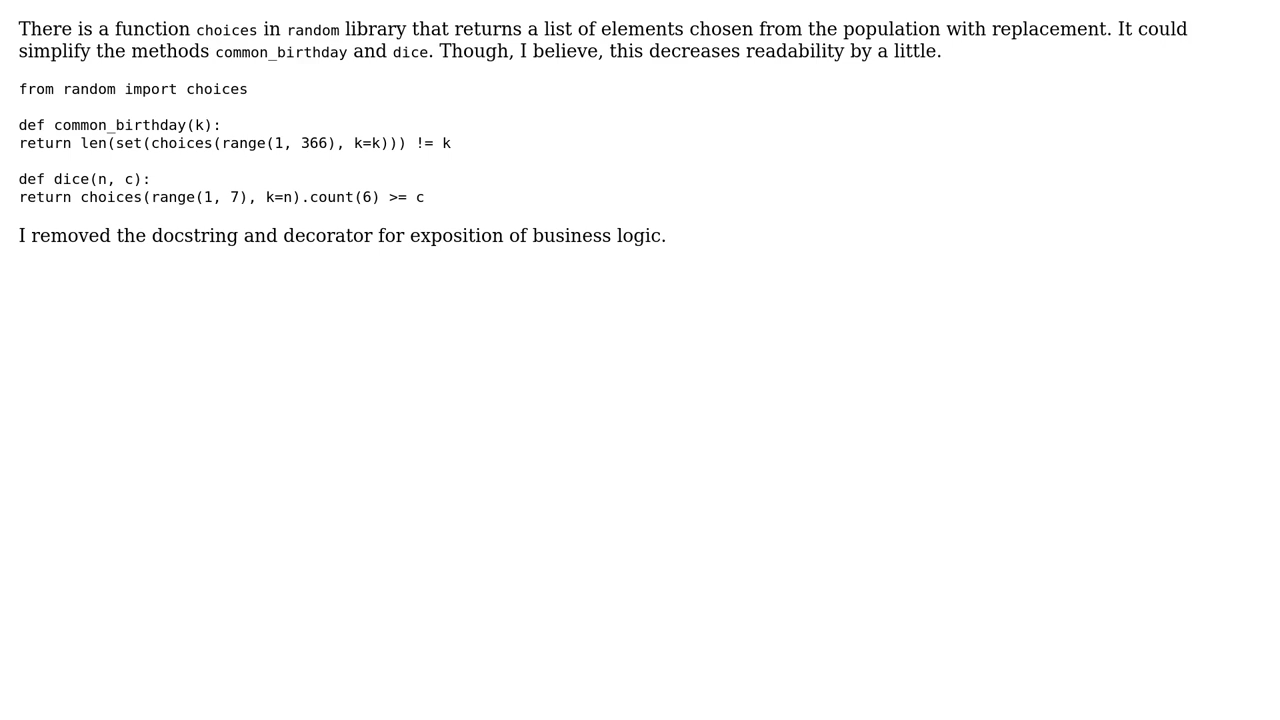 There is a function choices in random library that returns a list of elements chosen from the population with replacement. It could
simplify the methods common_birthday and dice. Though, I believe, this decreases readability by a little.
from random import choices
def common_birthday(k):
return len(set(choices(range(1, 366), k=k))) != k
def dice(n, c):
return choices(range(1, 7), k=n).count(6) >= c
I removed the docstring and decorator for exposition of business logic.